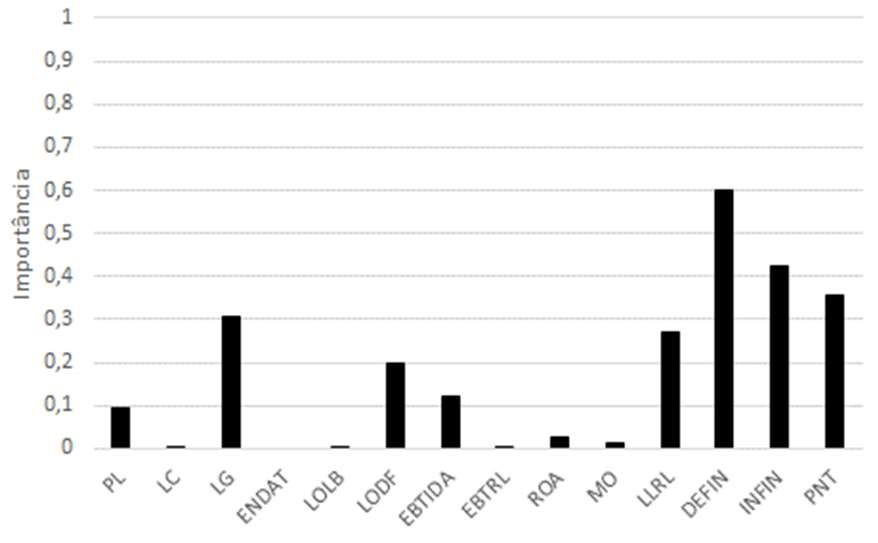 1
0,9
0,8
0,7
0,6
0,5
0,4
0,3
0,2
0,1
0
Importância
PL
LC
LG
ENDAT
LOLB
LODF
EBTIDA
EBTRL
ROA
MO
LLRL
DEFIN
INFIN
PNT